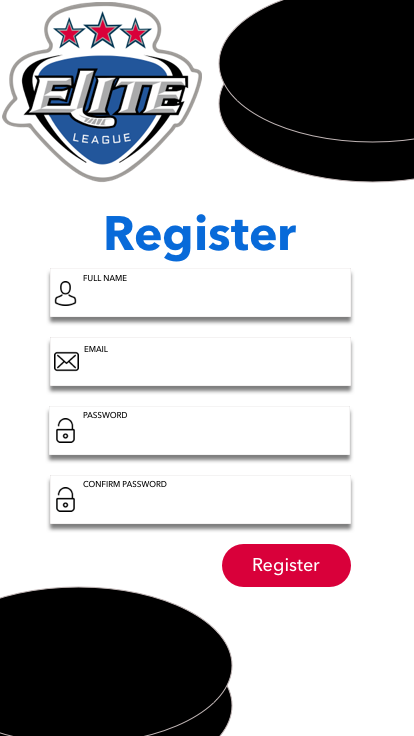 ELITE
LEAGUE
Register
FULL NAME
EMAIL
PASSWORD
CONFIRM PASSWORD
Register